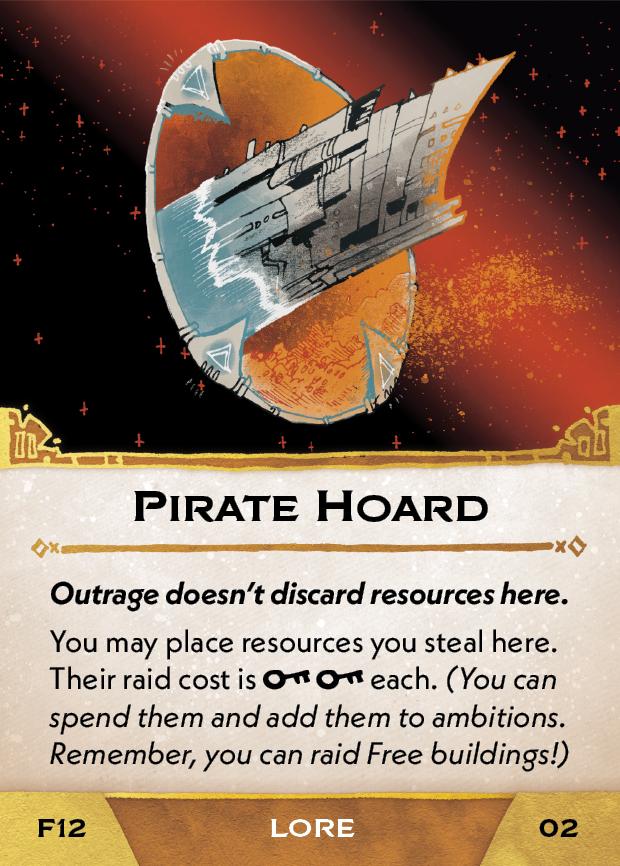 PIRATE HOARD
Outrage doesn't discard resources here.
You may place resources you steal here.
Their raid cost is each. (You can
spend them and add them to ambitions.
Remember, you can raid Free buildings!)
F12 LORE 02